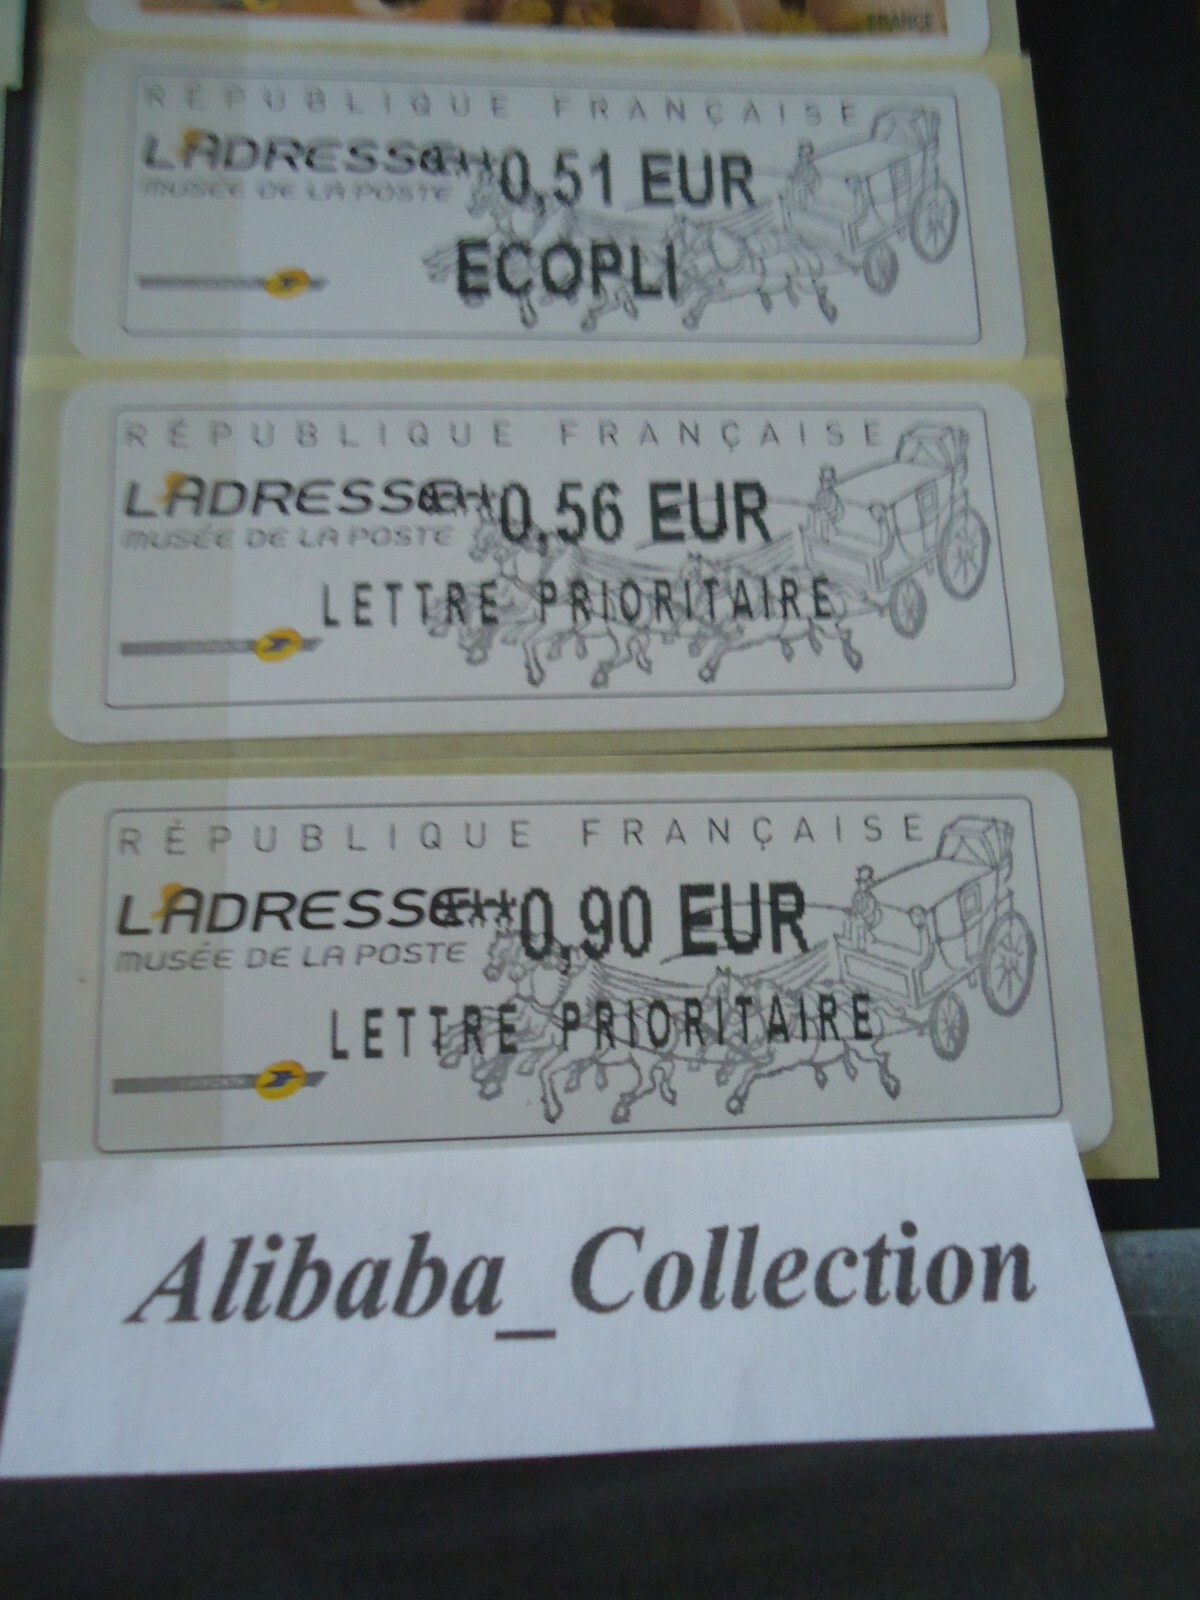 FRANCE
RÉPUBLIQUE FRANÇAISE
L'ADRESSE **0,51 EUR
MUSÉE DE LA POSTE
ECOPLI
RÉPUBLIQUE FRANÇAISE
L'ADRESSE **0,56 EUR
MUSÉE DE LA POSTE
LETTRE PRIORITAIRE
RÉPUBLIQUE FRANÇAISE
L'ADRESSE **0,90 EUR
MUSÉE DE LA POSTE
LETTRE PRIORITAIRE
Alibaba_Collection